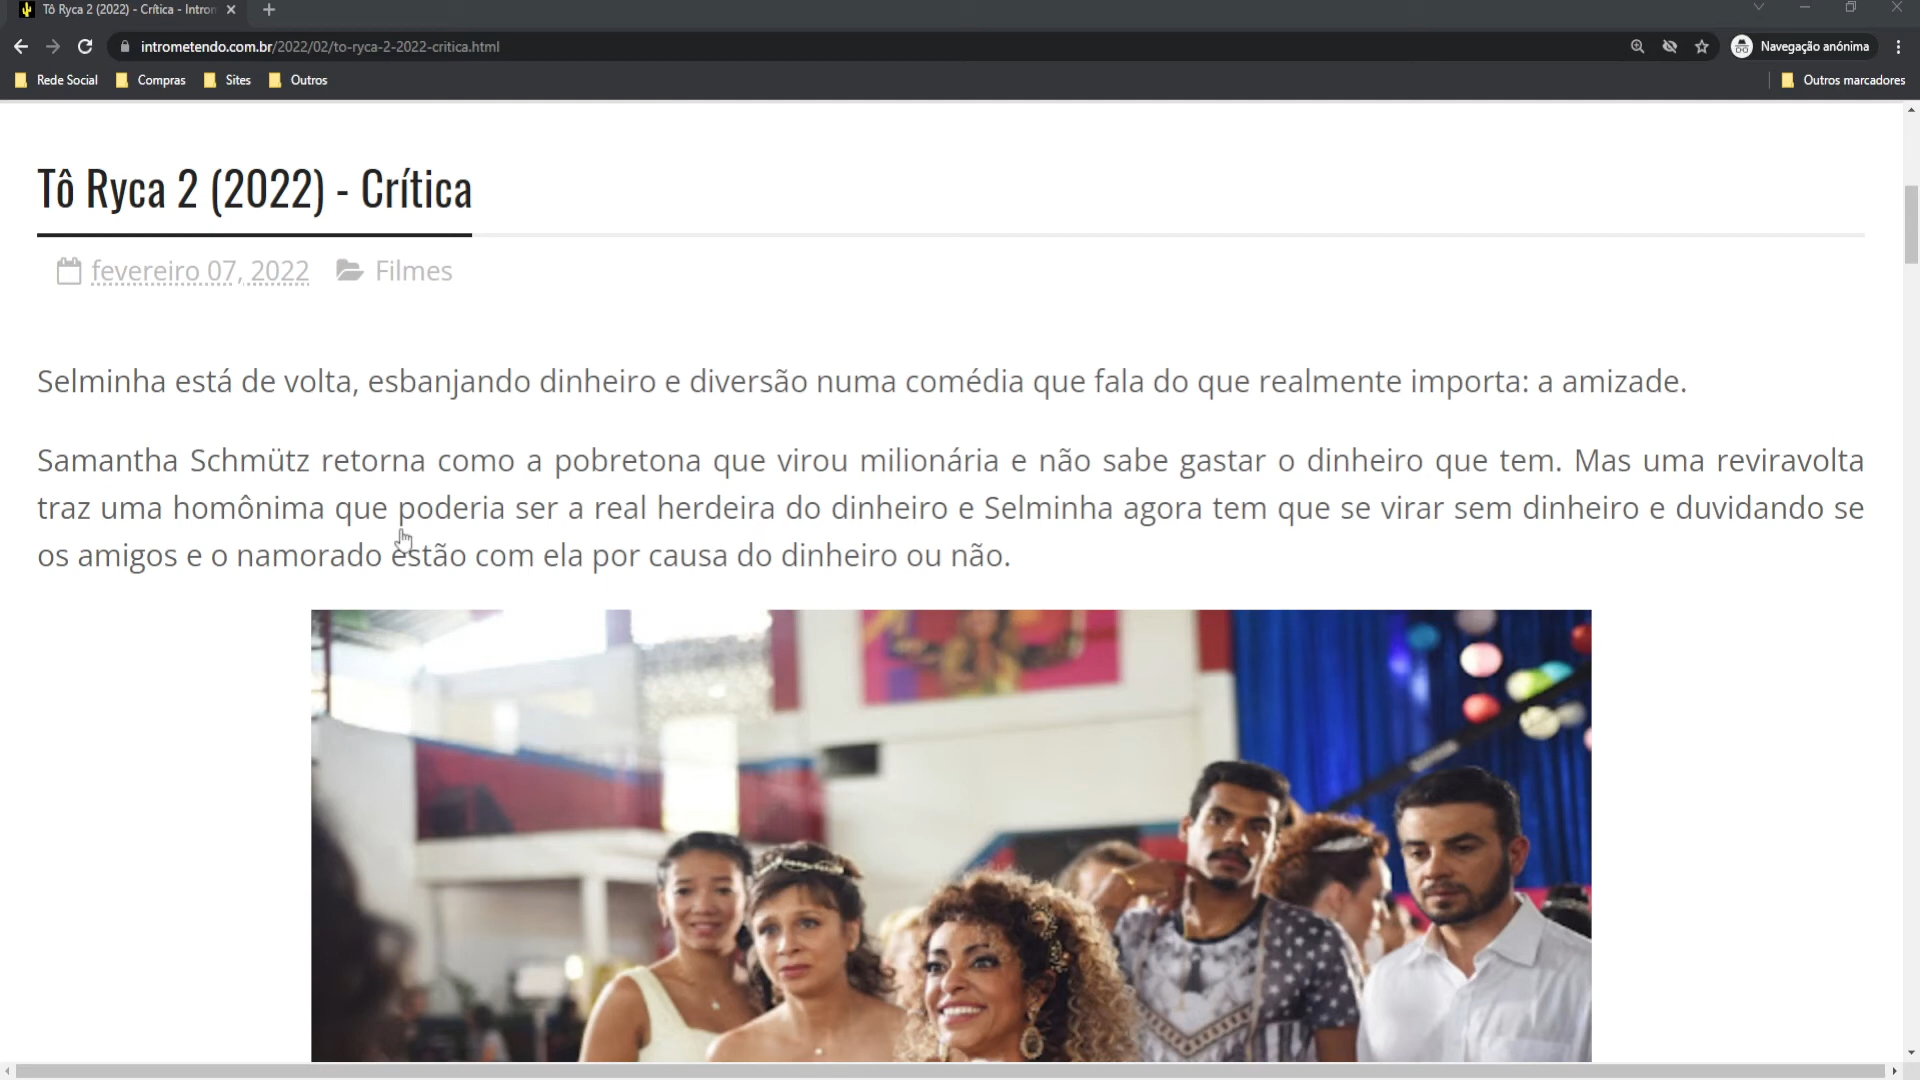 Tô Ryca 2 (2022) - Crítica - Intron
intrometendo.com.br/2022/02/to-ryca-2-2022-critica.html
Navegação anónima
Rede Social
Compras
Sites
Outros
Outros marcadores
Tô Ryca 2 (2022) - Crítica
fevereiro 07, 2022
Filmes
Selminha está de volta, esbanjando dinheiro e diversão numa comédia que fala do que realmente importa: a amizade.
Samantha Schmütz retorna como a pobretona que virou milionária e não sabe gastar o dinheiro que tem. Mas uma reviravolta
traz uma homônima que poderia ser a real herdeira do dinheiro e Selminha agora tem que se virar sem dinheiro e duvidando se
os amigos e o namorado estão com ela por causa do dinheiro ou não.